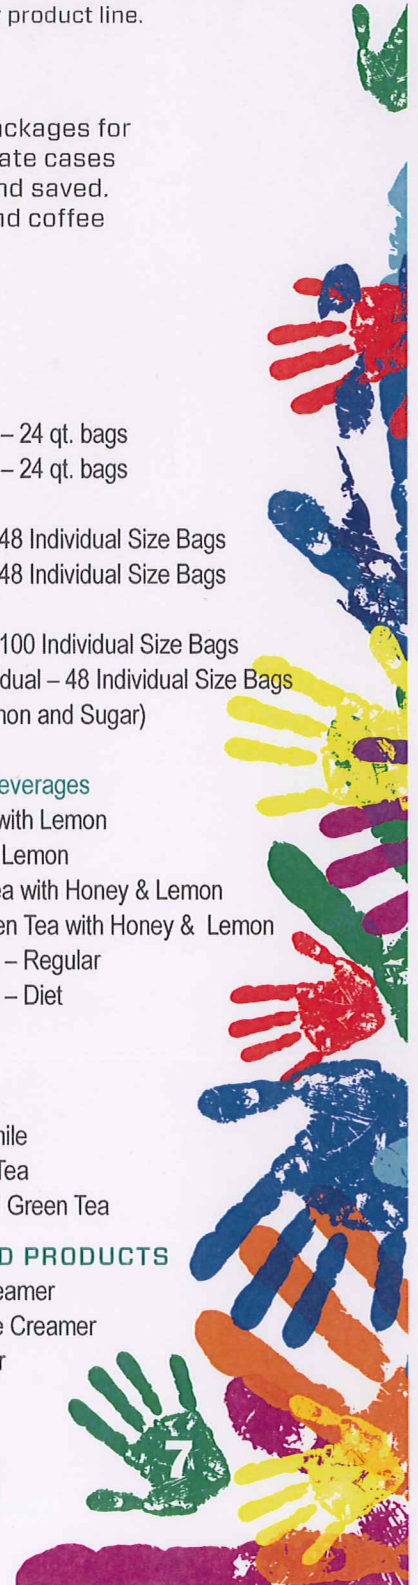 product line.
ackages for
ate cases
nd saved.
nd coffee
– 24 qt. bags
– 24 qt. bags
48 Individual Size Bags
48 Individual Size Bags
100 Individual Size Bags
dual – 48 Individual Size Bags
mon and Sugar)
everages
with Lemon
Lemon
ea with Honey & Lemon
en Tea with Honey & Lemon
– Regular
– Diet
mile
Tea
Green Tea
D PRODUCTS
eamer
e Creamer
r
7